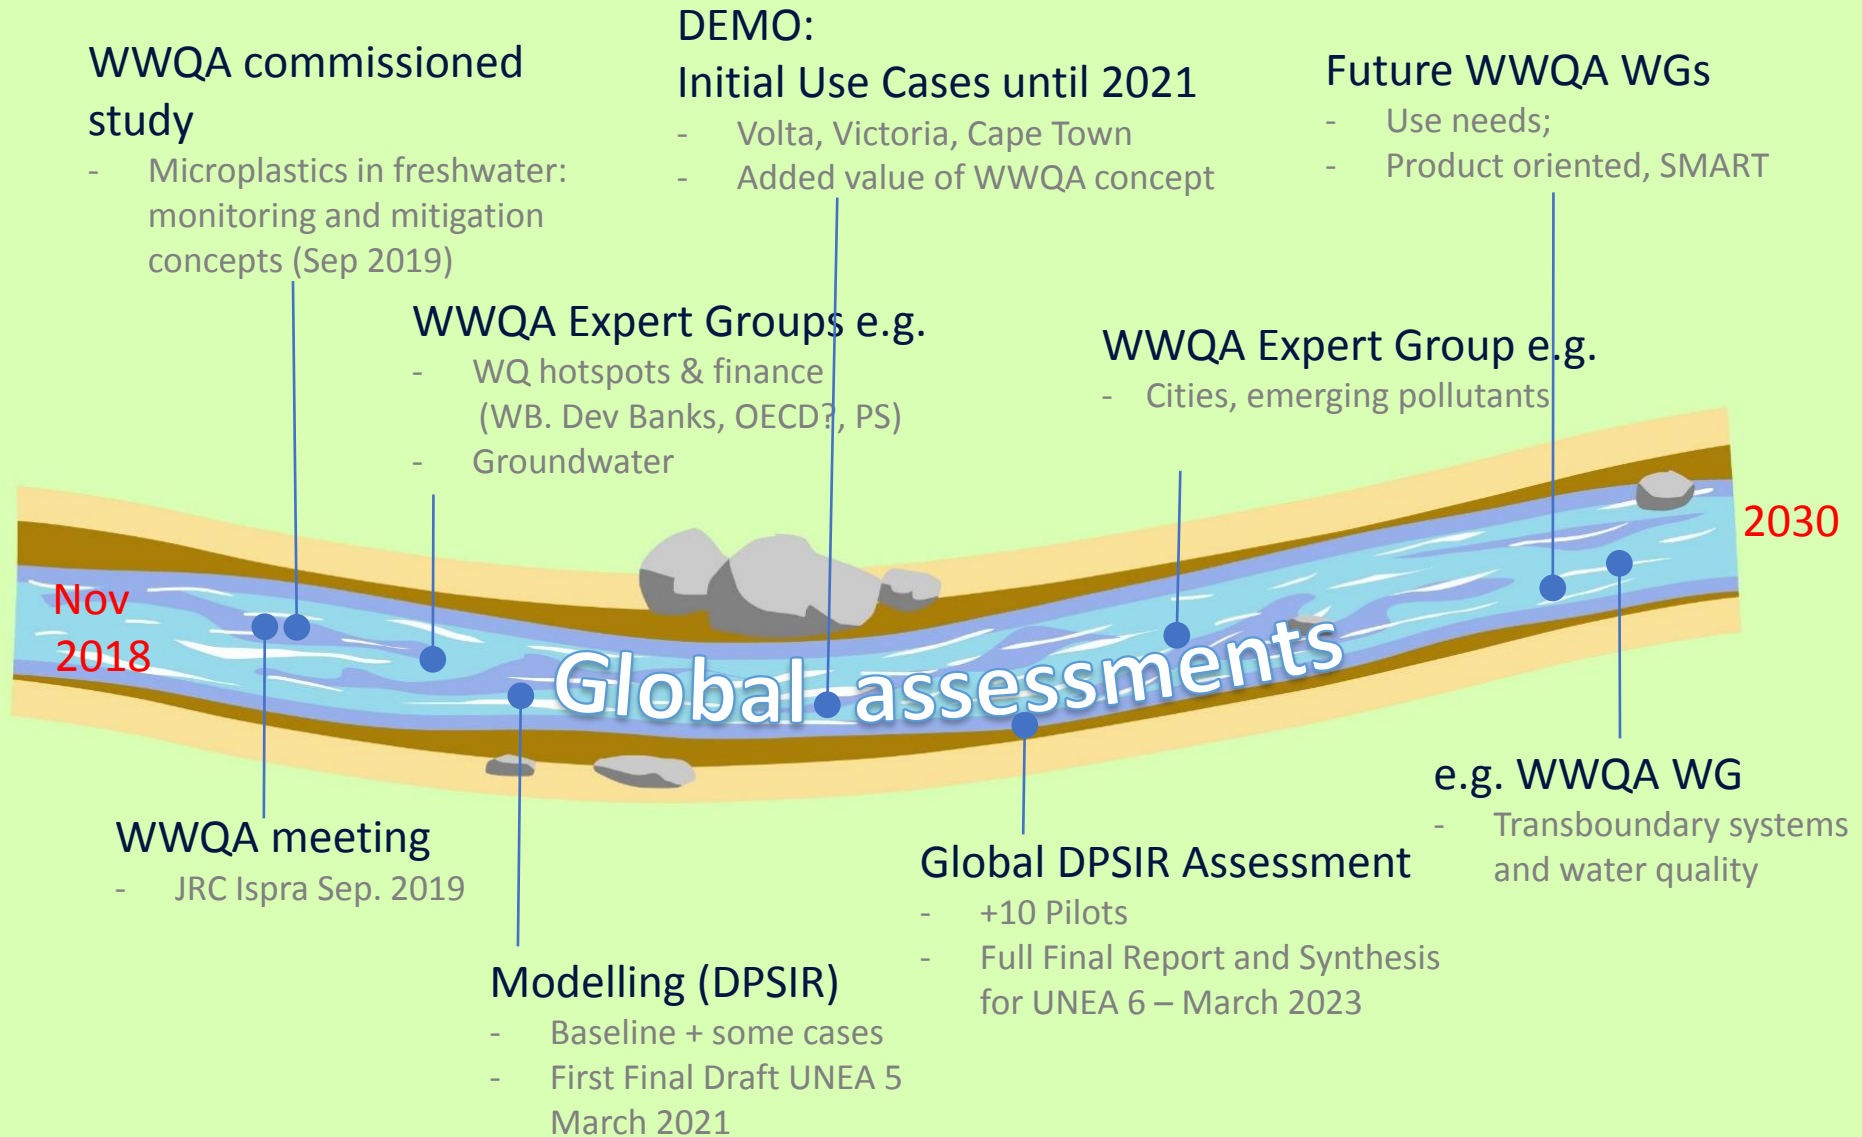 WWQA commissioned
study
- Microplastics in freshwater:
monitoring and mitigation
concepts (Sep 2019)
DEMO:
Initial Use Cases until 2021
- Volta, Victoria, Cape Town
- Added value of WWQA concept
Future WWQA WGs
- Use needs;
- Product oriented, SMART
WWQA Expert Groups e.g.
- WQ hotspots & finance
(WB. Dev Banks, OECD?, PS)
- Groundwater
WWQA Expert Group e.g.
- Cities, emerging pollutants
Nov
2018
Global assessments
2030
WWQA meeting
- JRC Ispra Sep. 2019
Modelling (DPSIR)
- Baseline + some cases
- First Final Draft UNEA 5
March 2021
Global DPSIR Assessment
- +10 Pilots
- Full Final Report and Synthesis
for UNEA 6 – March 2023
e.g. WWQA WG
- Transboundary systems
and water quality